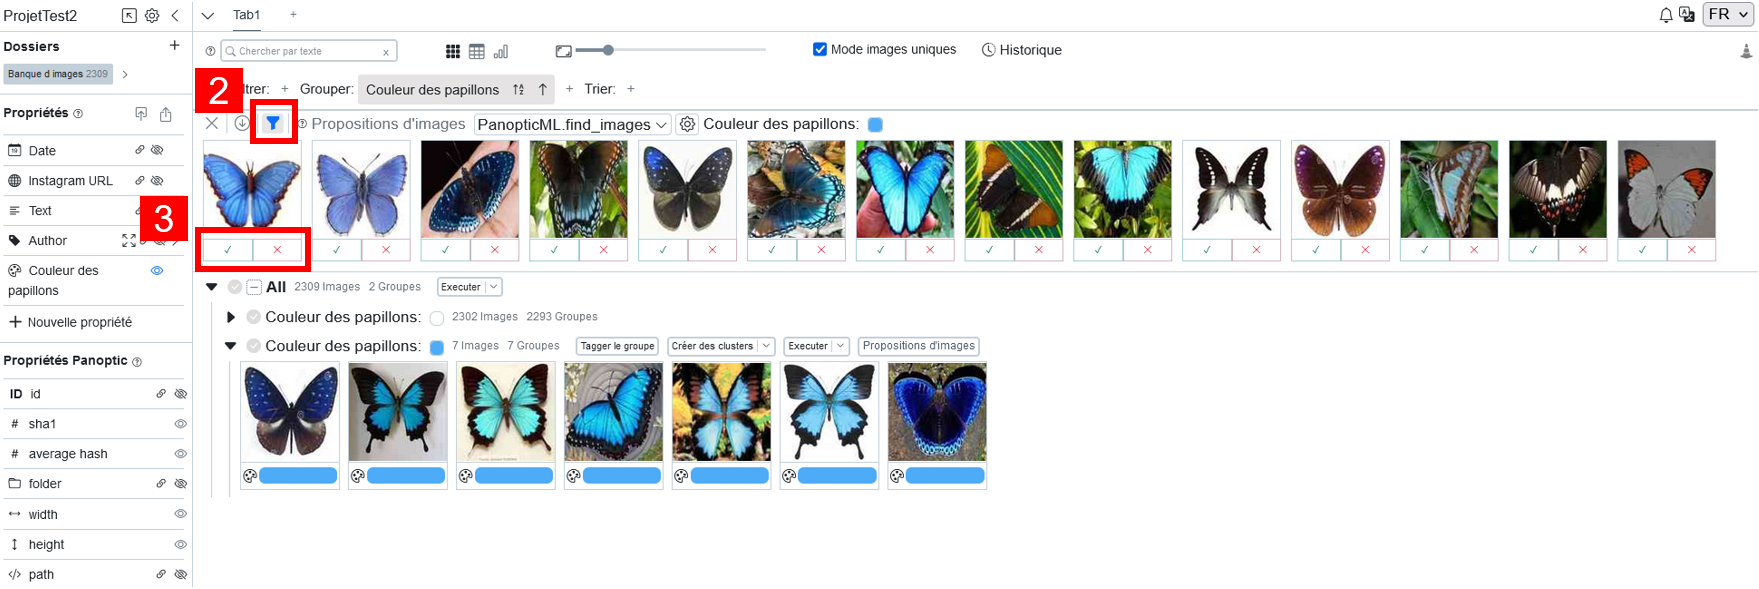 ProjetTest2
Tab1
+
FR
Dossiers
+
Banque d images 2309
Chercher par texte
x
Mode images uniques
Historique
2
trer: + Grouper: Couleur des papillons + Trier: +
Propriétés
Propositions d'images PanopticML.find_images Couleur des papillons:
Date
Instagram URL
Text
3
Author
Couleur des papillons
+ Nouvelle propriété
All 2309 Images 2 Groupes Executer
Couleur des papillons: 2302 Images 2293 Groupes
Couleur des papillons: 7 Images 7 Groupes Tagger le groupe Créer des clusters Executer Propositions d'images
Propriétés Panoptic
ID id
# sha1
# average hash
folder
width
height
path